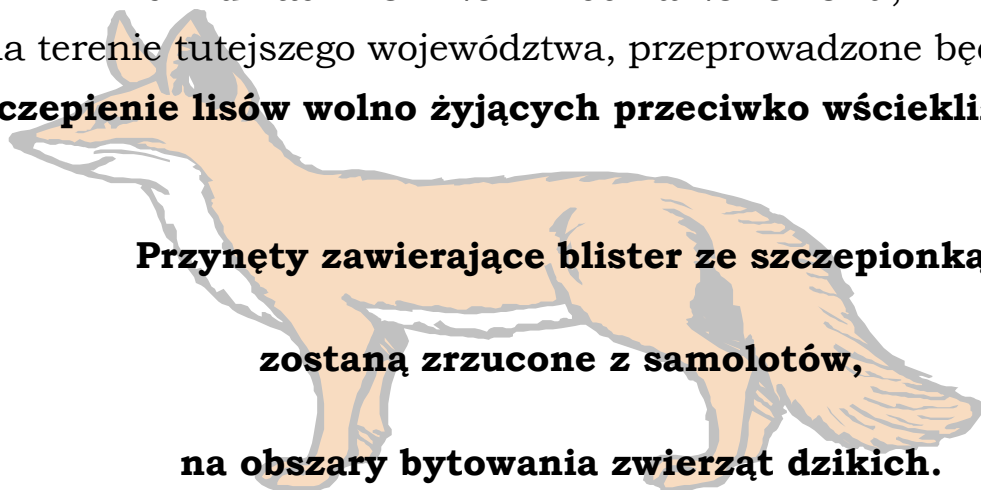 terenie tutejszego województwa, przeprowadzone
lisów wolno żyjących przeciwko
Przynęty zawierające blister ze szczepionką
zostaną zrzucone z samolotów,
na obszary bytowania zwierząt dzikich.